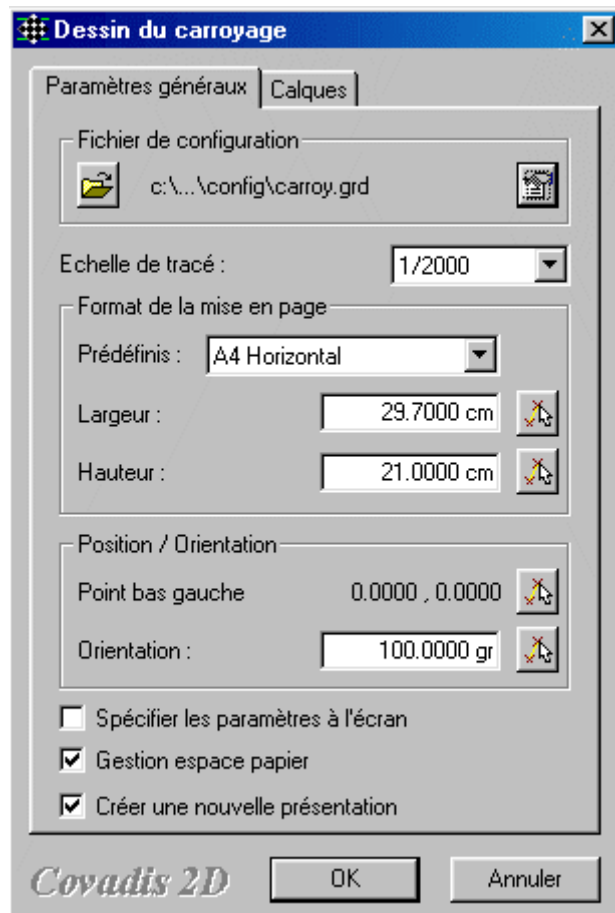 Dessin du carroyage
Paramètres généraux Calques
Fichier de configuration
c:\...\config\carroy.grd
Echelle de tracé : 1/2000
Format de la mise en page
Prédéfinis : A4 Horizontal
Largeur : 29.7000 cm
Hauteur : 21.0000 cm
Position / Orientation
Point bas gauche 0.0000 , 0.0000
Orientation : 100.0000 gr
Spécifier les paramètres à l'écran
Gestion espace papier
Créer une nouvelle présentation
Covadis 2D OK Annuler